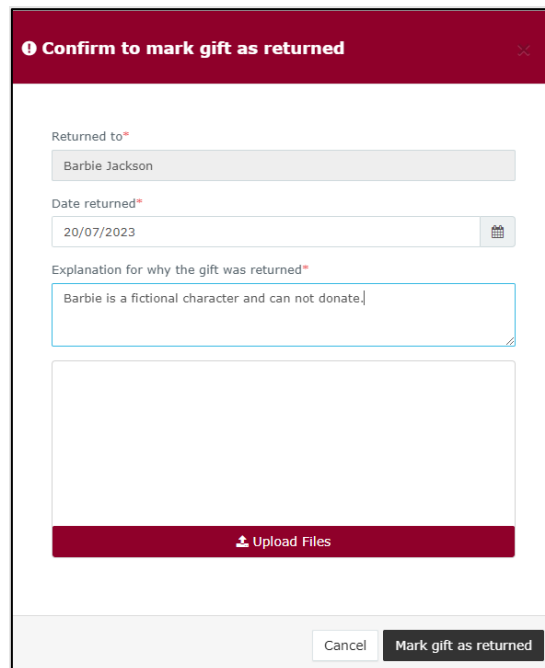 Confirm to mark gift as returned
Returned to*
Barbie Jackson
Date returned*
20/07/2023
Explanation for why the gift was returned*
Barbie is a fictional character and can not donate.
Upload Files
Cancel Mark gift as returned